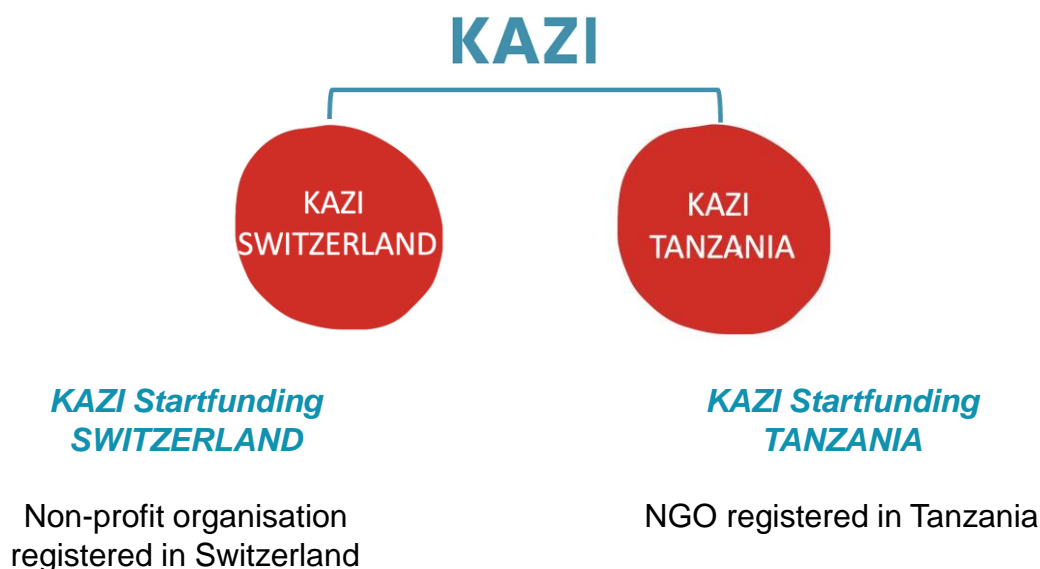 KAZI
KAZI
SWITZERLAND
KAZI
TANZANIA
KAZI Startfunding
SWITZERLAND
KAZI Startfunding
TANZANIA
Non-profit organisation
registered in Switzerland
NGO registered in Tanzania